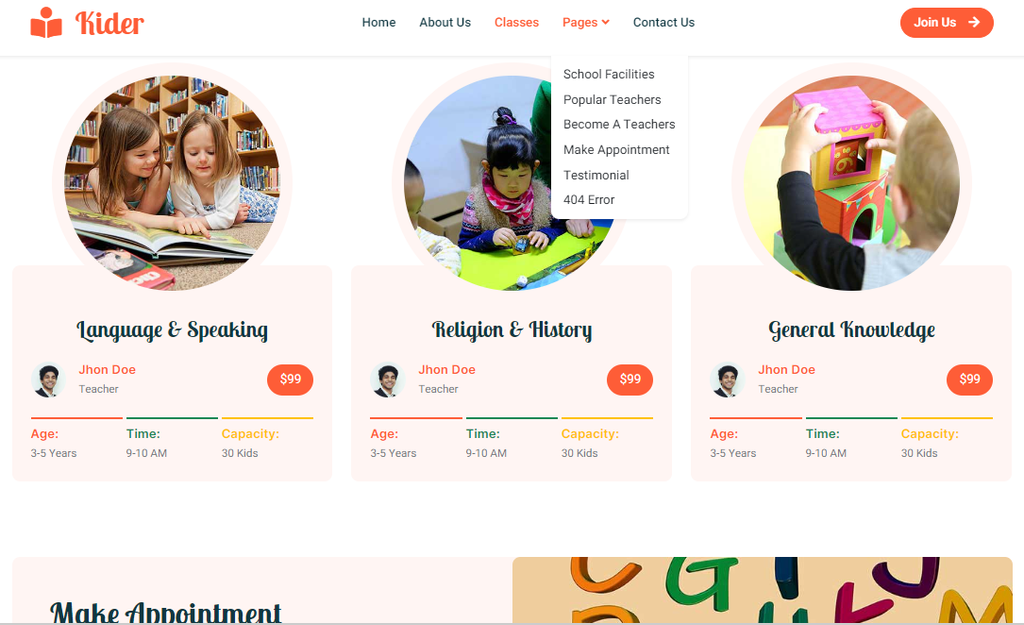 Kider
Home About Us Classes Pages Contact Us
Join Us
School Facilities
Popular Teachers
Become A Teachers
Make Appointment
Testimonial
404 Error
Language & Speaking
Jhon Doe
Teacher
$99
Age: Time: Capacity:
3-5 Years 9-10 AM 30 Kids
Religion & History
Jhon Doe
Teacher
$99
Age: Time: Capacity:
3-5 Years 9-10 AM 30 Kids
General Knowledge
Jhon Doe
Teacher
$99
Age: Time: Capacity:
3-5 Years 9-10 AM 30 Kids
Make Appointment